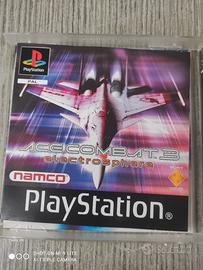 PlayStation
PAL
ACE COMBAT 3
electrosphere
namco
PlayStation®
SHOT ON MI 9 LITE
AI TRIPLE CAMERA